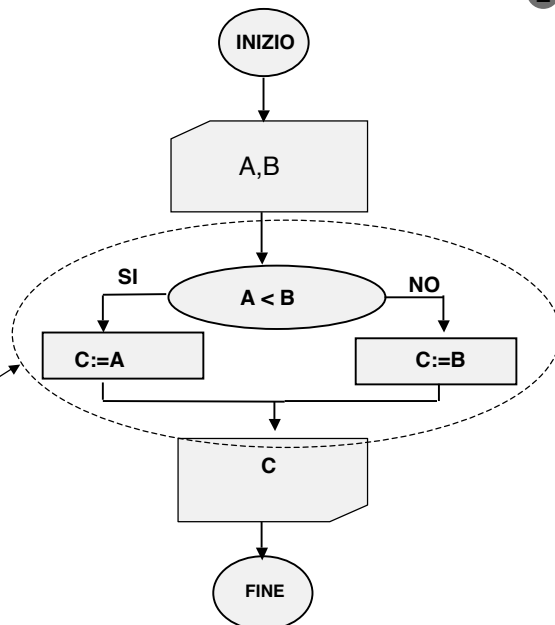 INIZIO
A,B
SI
A < B
NO
C:=A
C:=B
C
FINE